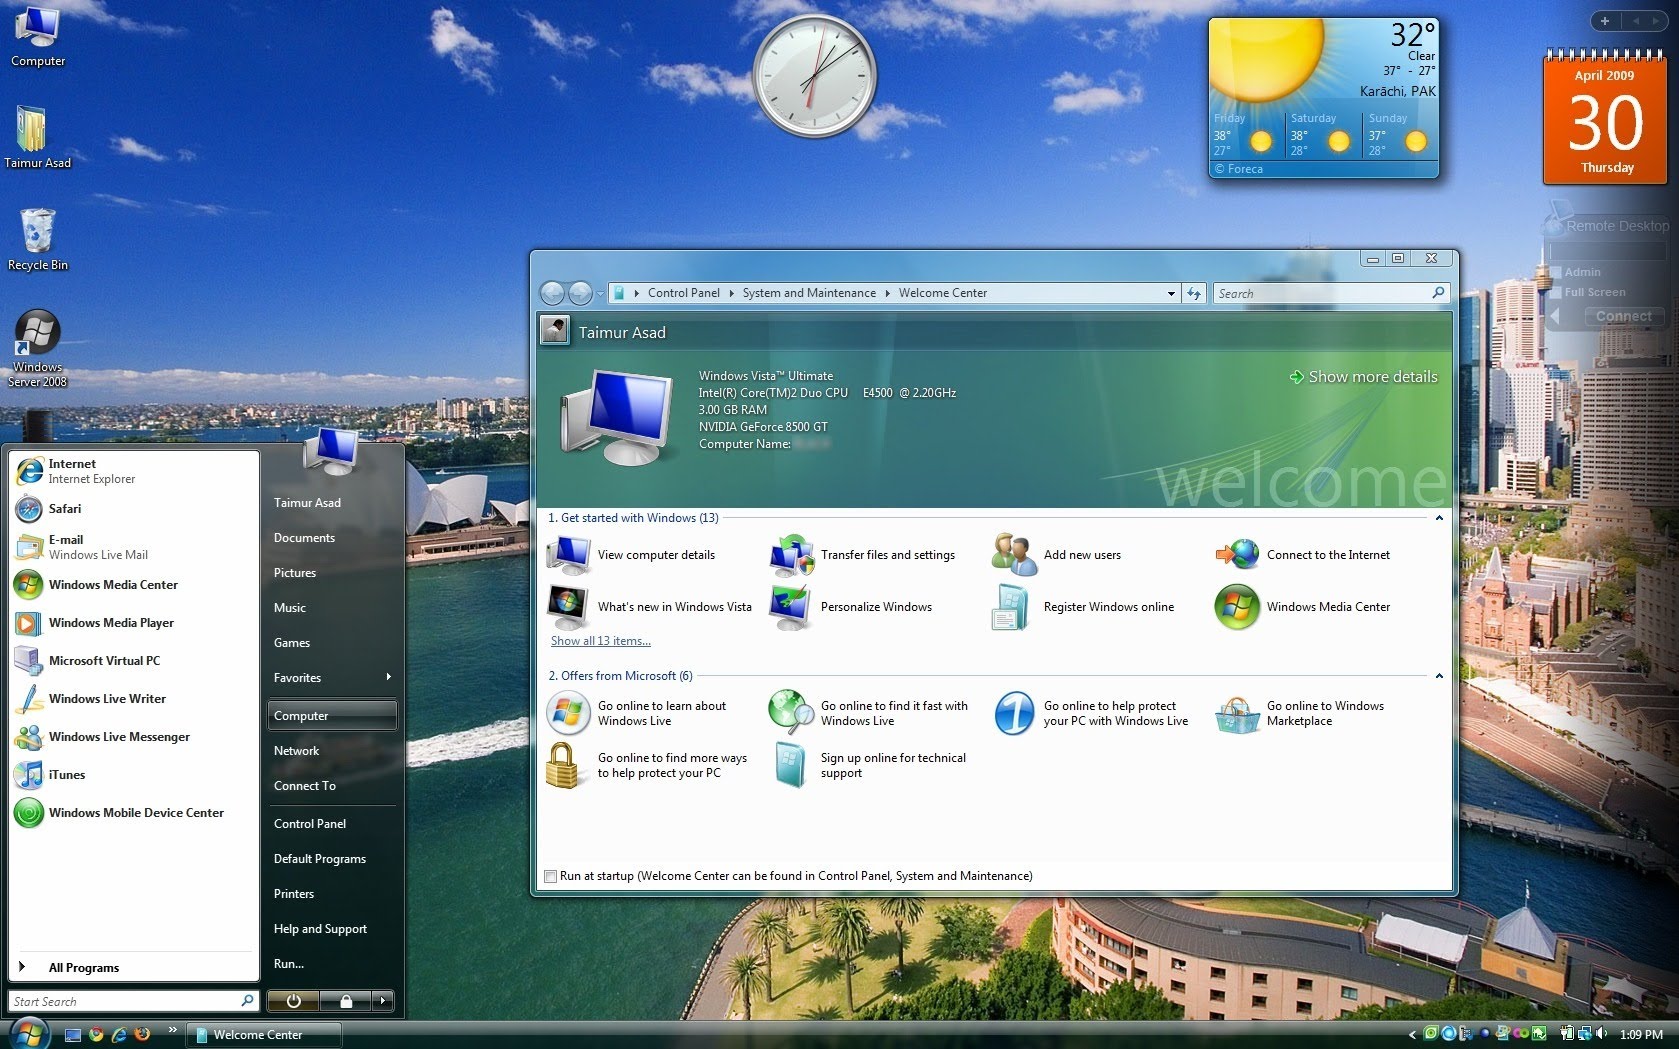 Computer
Taimur Asad
Recycle Bin
Windows
Server 2008
32°
Clear
37° - 27°
Karāchi, PAK
Friday
38°
27°
Saturday
38°
28°
Sunday
37°
28°
© Foreca
April 2009
30
Thursday
Remote Desktop
Admin
Full Screen
Connect
Control Panel
System and Maintenance
Welcome Center
Search
Taimur Asad
Windows Vista™ Ultimate
Intel(R) Core(TM)2 Duo CPU E4500 @ 2.20GHz
3.00 GB RAM
NVIDIA GeForce 8500 GT
Computer Name:
Show more details
welcome
1. Get started with Windows (13)
View computer details
Transfer files and settings
Add new users
Connect to the Internet
What's new in Windows Vista
Personalize Windows
Register Windows online
Windows Media Center
Show all 13 items...
2. Offers from Microsoft (6)
Go online to learn about
Windows Live
Go online to find it fast with
Windows Live
Go online to help protect
your PC with Windows Live
Go online to Windows
Marketplace
Go online to find more ways
to help protect your PC
Sign up online for technical
support
Run at startup (Welcome Center can be found in Control Panel, System and Maintenance)
Internet
Internet Explorer
Safari
E-mail
Windows Live Mail
Windows Media Center
Windows Media Player
Microsoft Virtual PC
Windows Live Writer
Windows Live Messenger
iTunes
Windows Mobile Device Center
All Programs
Start Search
Taimur Asad
Documents
Pictures
Music
Games
Favorites
Computer
Network
Connect To
Control Panel
Default Programs
Printers
Help and Support
Run...
Welcome Center
1:09 PM